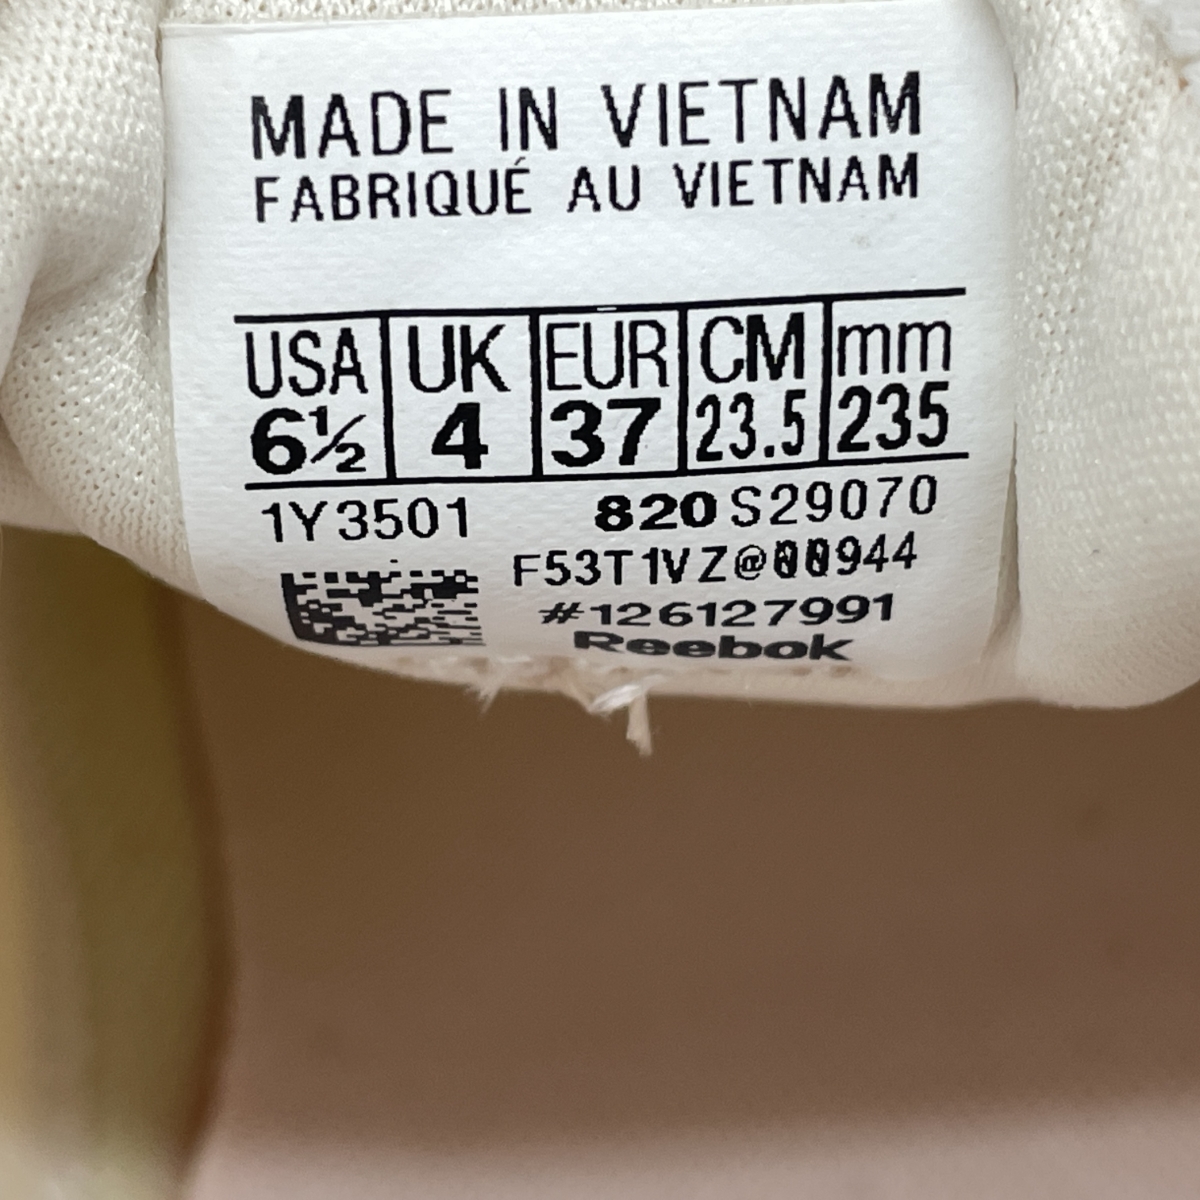 MADE IN VIETNAM
FABRIQUÉ AU VIETNAM
USA UK EUR CM mm
6½ 4 37 23.5 235
1Y3501 820 S29070
F53T1VZ@00944
#126127991
Reebok